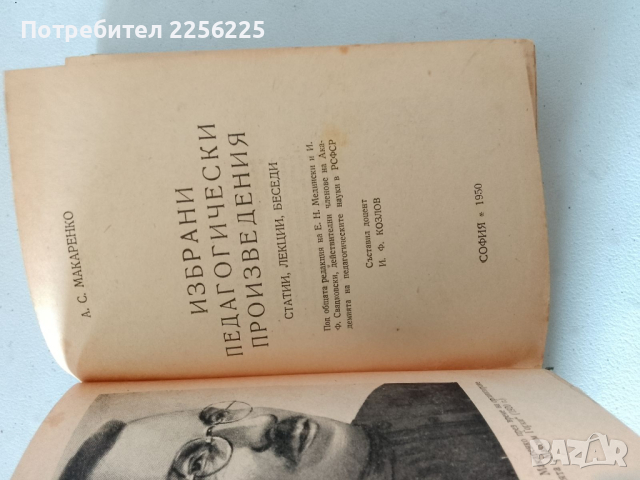 Потребител 2256225
А. С. МАКАРЕНКО
ИЗБРАНИ
ПЕДАГОГИЧЕСКИ
ПРОИЗВЕДЕНИЯ
СТАТИИ, ЛЕКЦИИ, БЕСЕДИ
Под общата редакция на Е. Н. Медински и И.
Ф. Свадковски, действителни членове на Ака-
демията на педагогическите науки в РСФСР
Съставил доцент
И. Ф. КОЗЛОВ
СОФИЯ * 1950
bazar